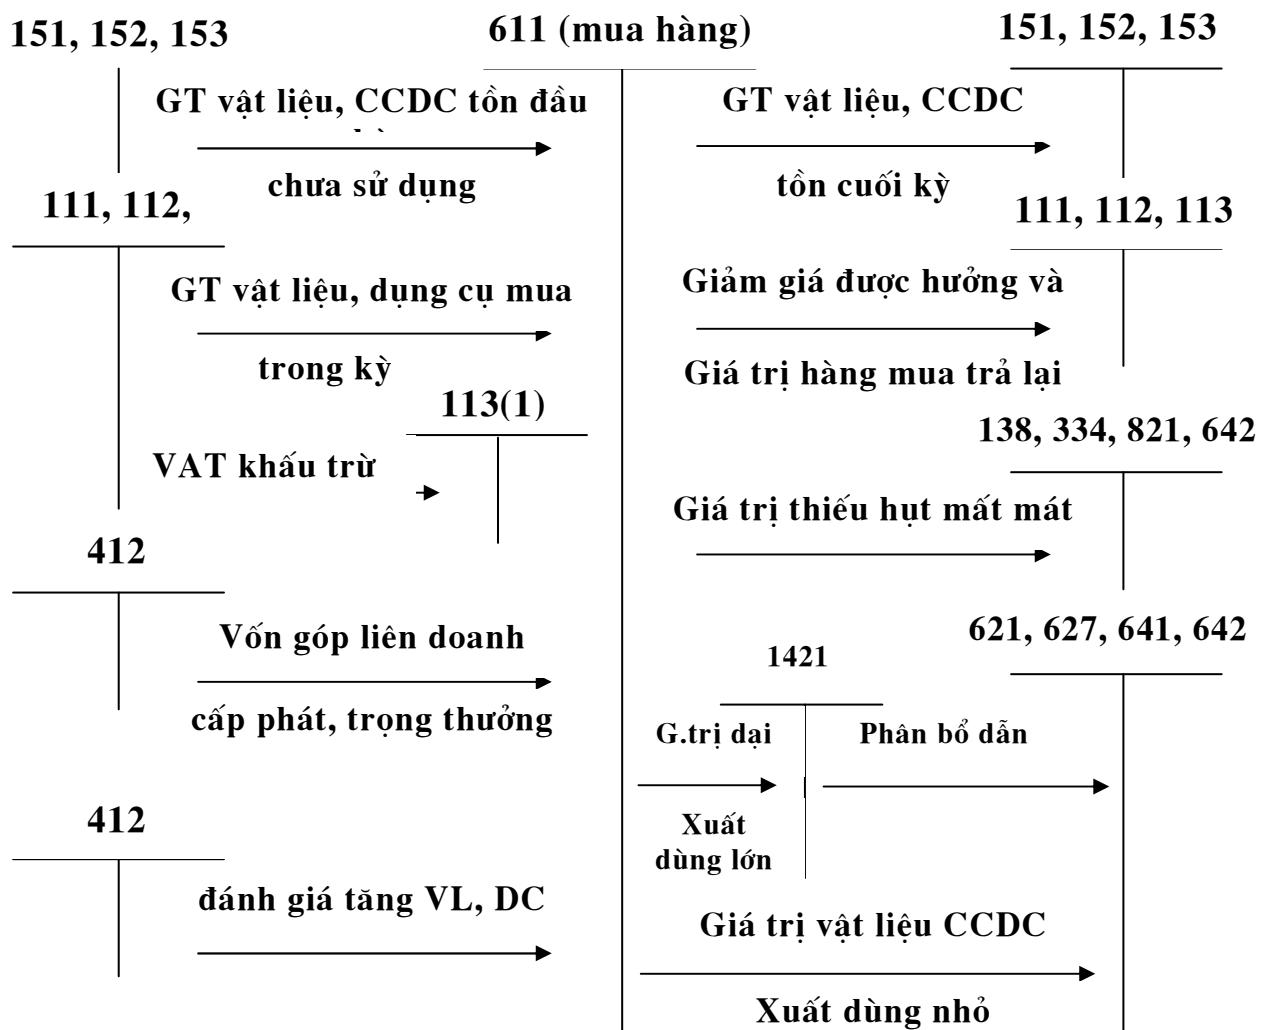 151, 152, 153
611 (mua hàng)
151, 152, 153
GT vật liệu, CCDC tồn đầu
chưa sử dụng
GT vật liệu, CCDC
tồn cuối kỳ
111, 112,
111, 112, 113
GT vật liệu, dụng cụ mua
trong kỳ
Giảm giá được hưởng và
Giá trị hàng mua trả lại
113(1)
VAT khấu trừ
138, 334, 821, 642
Giá trị thiếu hụt mất mát
412
Vốn góp liên doanh
cấp phát, trọng thưởng
621, 627, 641, 642
1421
G.trị dại
Phân bổ dẫn
Xuất
dùng lớn
412
đánh giá tăng VL, DC
Giá trị vật liệu CCDC
Xuất dùng nhỏ